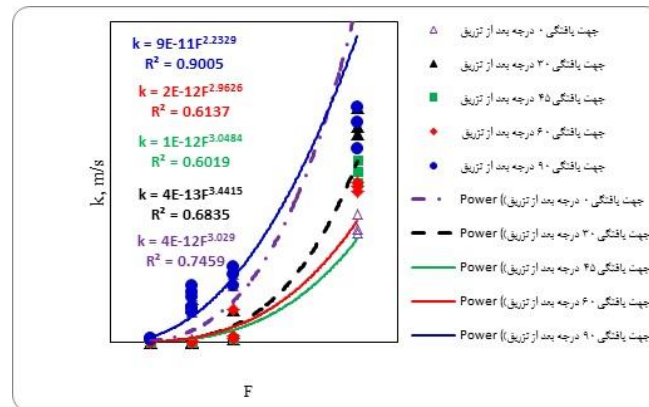 k = 9E-11F^2.2329
R² = 0.9005
k = 2E-12F^2.9626
R² = 0.6137
k = 1E-12F^3.0484
R² = 0.6019
k = 4E-13F^3.4415
R² = 0.6835
k = 4E-12F^3.029
R² = 0.7459
k, m/s
F
جهت یافتگی ۰ درجه بعد از تزریق
جهت یافتگی ۳۰ درجه بعد از تزریق
جهت یافتگی ۴۵ درجه بعد از تزریق
جهت یافتگی ۶۰ درجه بعد از تزریق
جهت یافتگی ۹۰ درجه بعد از تزریق
Power (جهت یافتگی ۰ درجه بعد از تزریق)
Power (جهت یافتگی ۳۰ درجه بعد از تزریق)
Power (جهت یافتگی ۴۵ درجه بعد از تزریق)
Power (جهت یافتگی ۶۰ درجه بعد از تزریق)
Power (جهت یافتگی ۹۰ درجه بعد از تزریق)